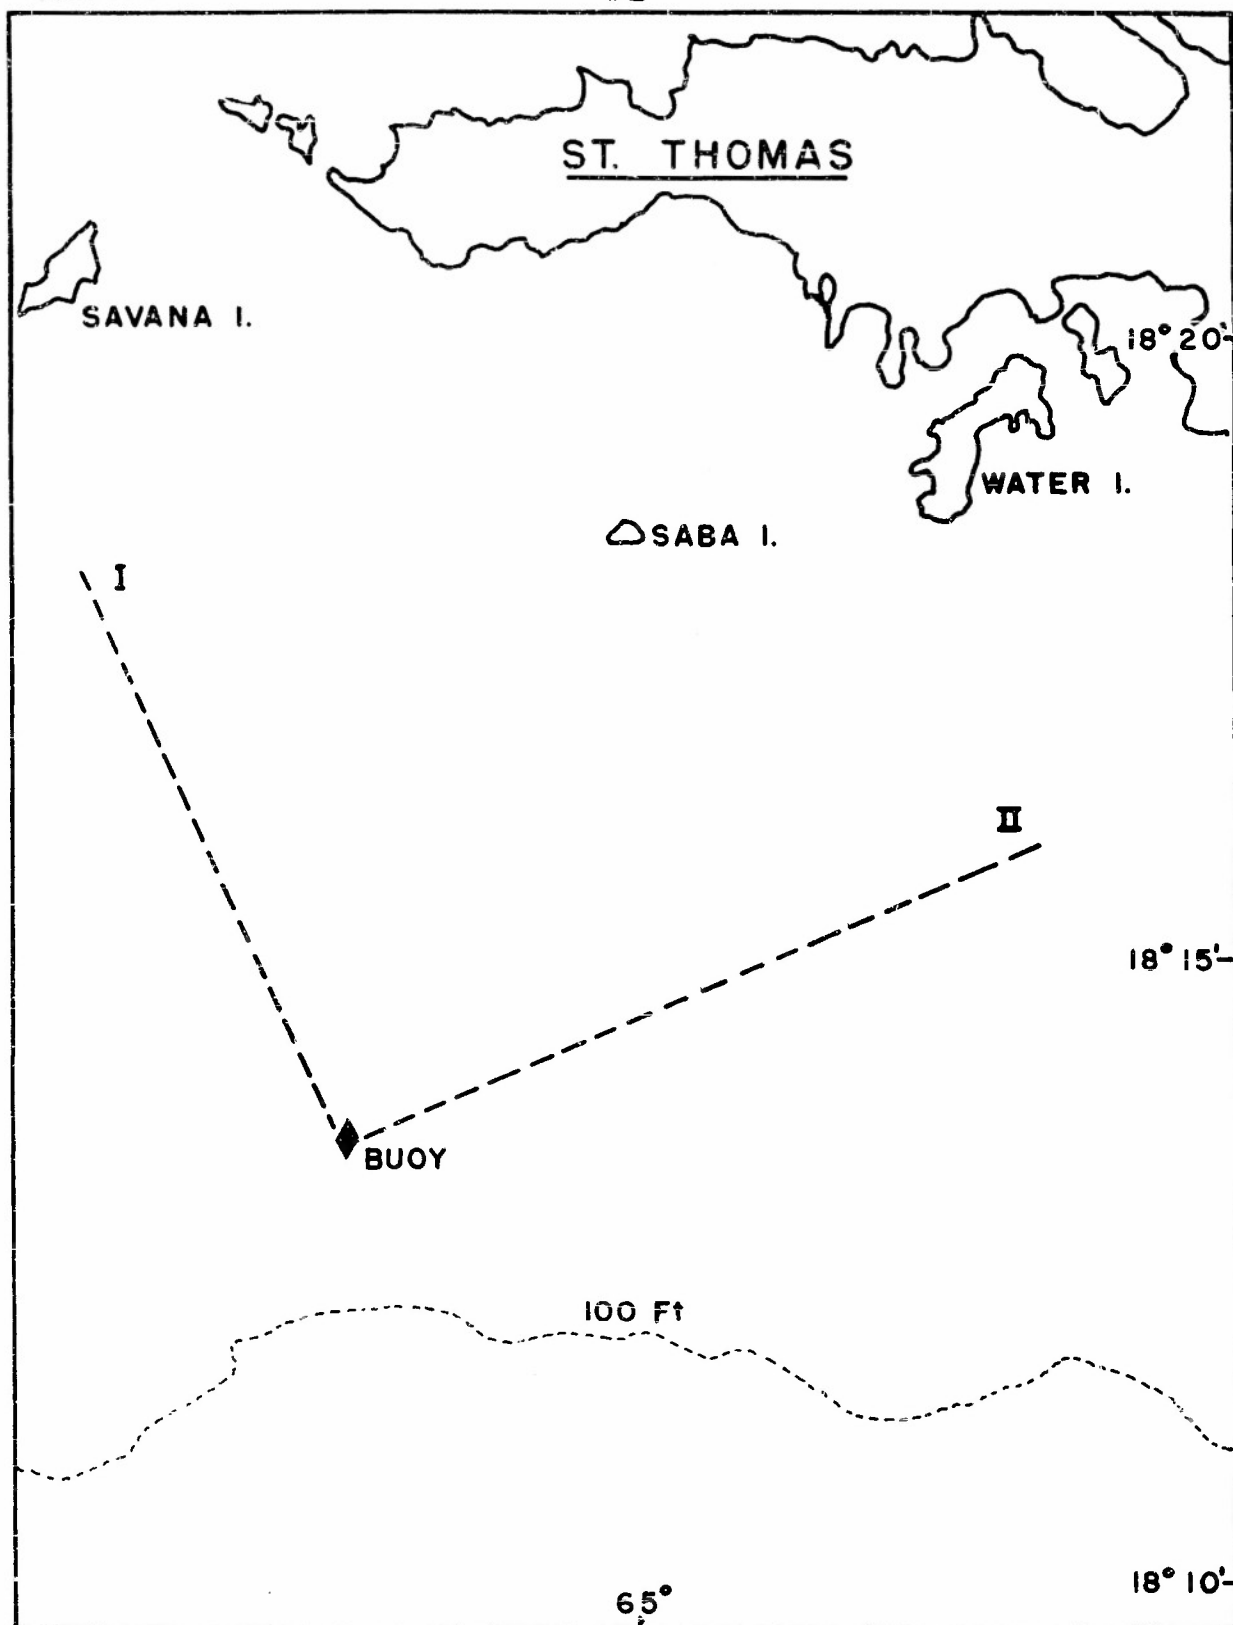 ST. THOMAS
SAVANA I.
18° 20'
WATER I.
SABA I.
I
II
18° 15'
BUOY
100 Ft
18° 10'
65°